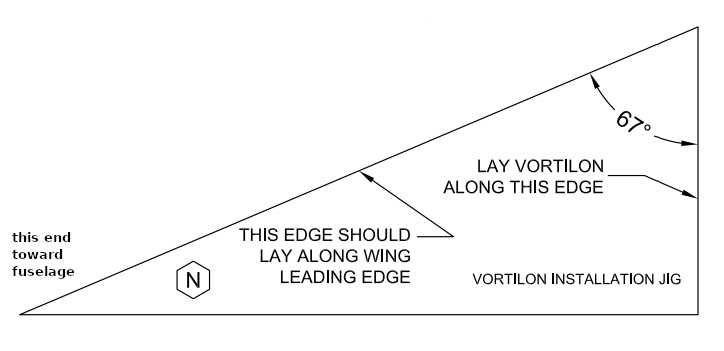 67°
LAY VORTILON
ALONG THIS EDGE
THIS EDGE SHOULD
LAY ALONG WING
LEADING EDGE
this end
toward
fuselage
N
VORTILON INSTALLATION JIG